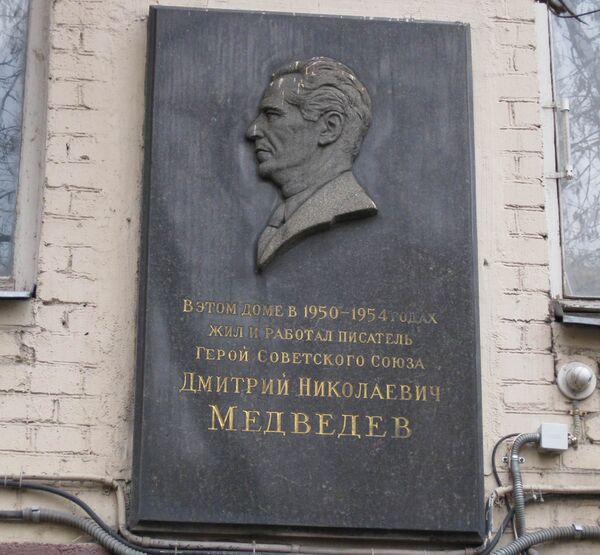 В этом доме в 1950–1954 годах
жил и работал писатель
Герой Советского Союза
Дмитрий Николаевич
Медведев